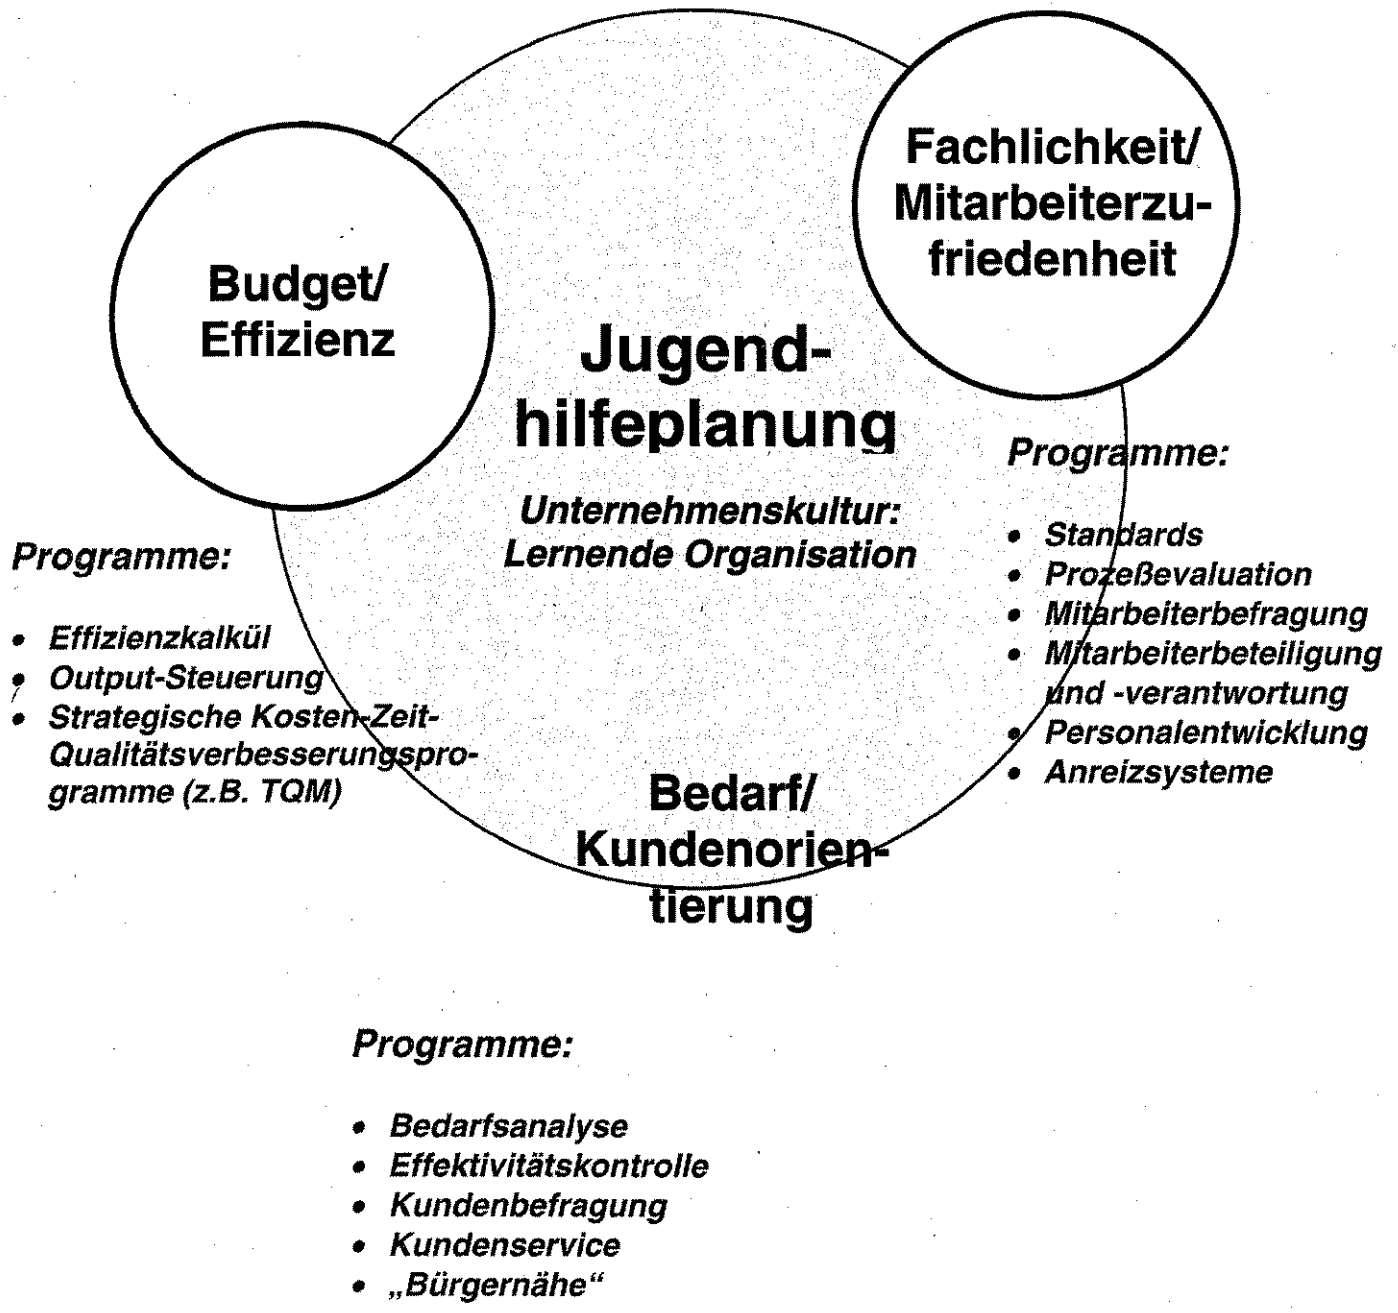 Fachlichkeit/
Mitarbeiterzu-
friedenheit
Budget/
Effizienz
Jugend-
hilfeplanung
Unternehmenskultur:
Lernende Organisation
Programme:
• Standards
• Prozeßevaluation
• Mitarbeiterbefragung
• Mitarbeiterbeteiligung
und -verantwortung
• Personalentwicklung
• Anreizsysteme
Programme:
• Effizienzkalkül
• Output-Steuerung
• Strategische Kosten-Zeit-
Qualitätsverbesserungspro-
gramme (z.B. TQM)
Bedarf/
Kundenorien-
tierung
Programme:
• Bedarfsanalyse
• Effektivitätskontrolle
• Kundenbefragung
• Kundenservice
• „Bürgernähe“